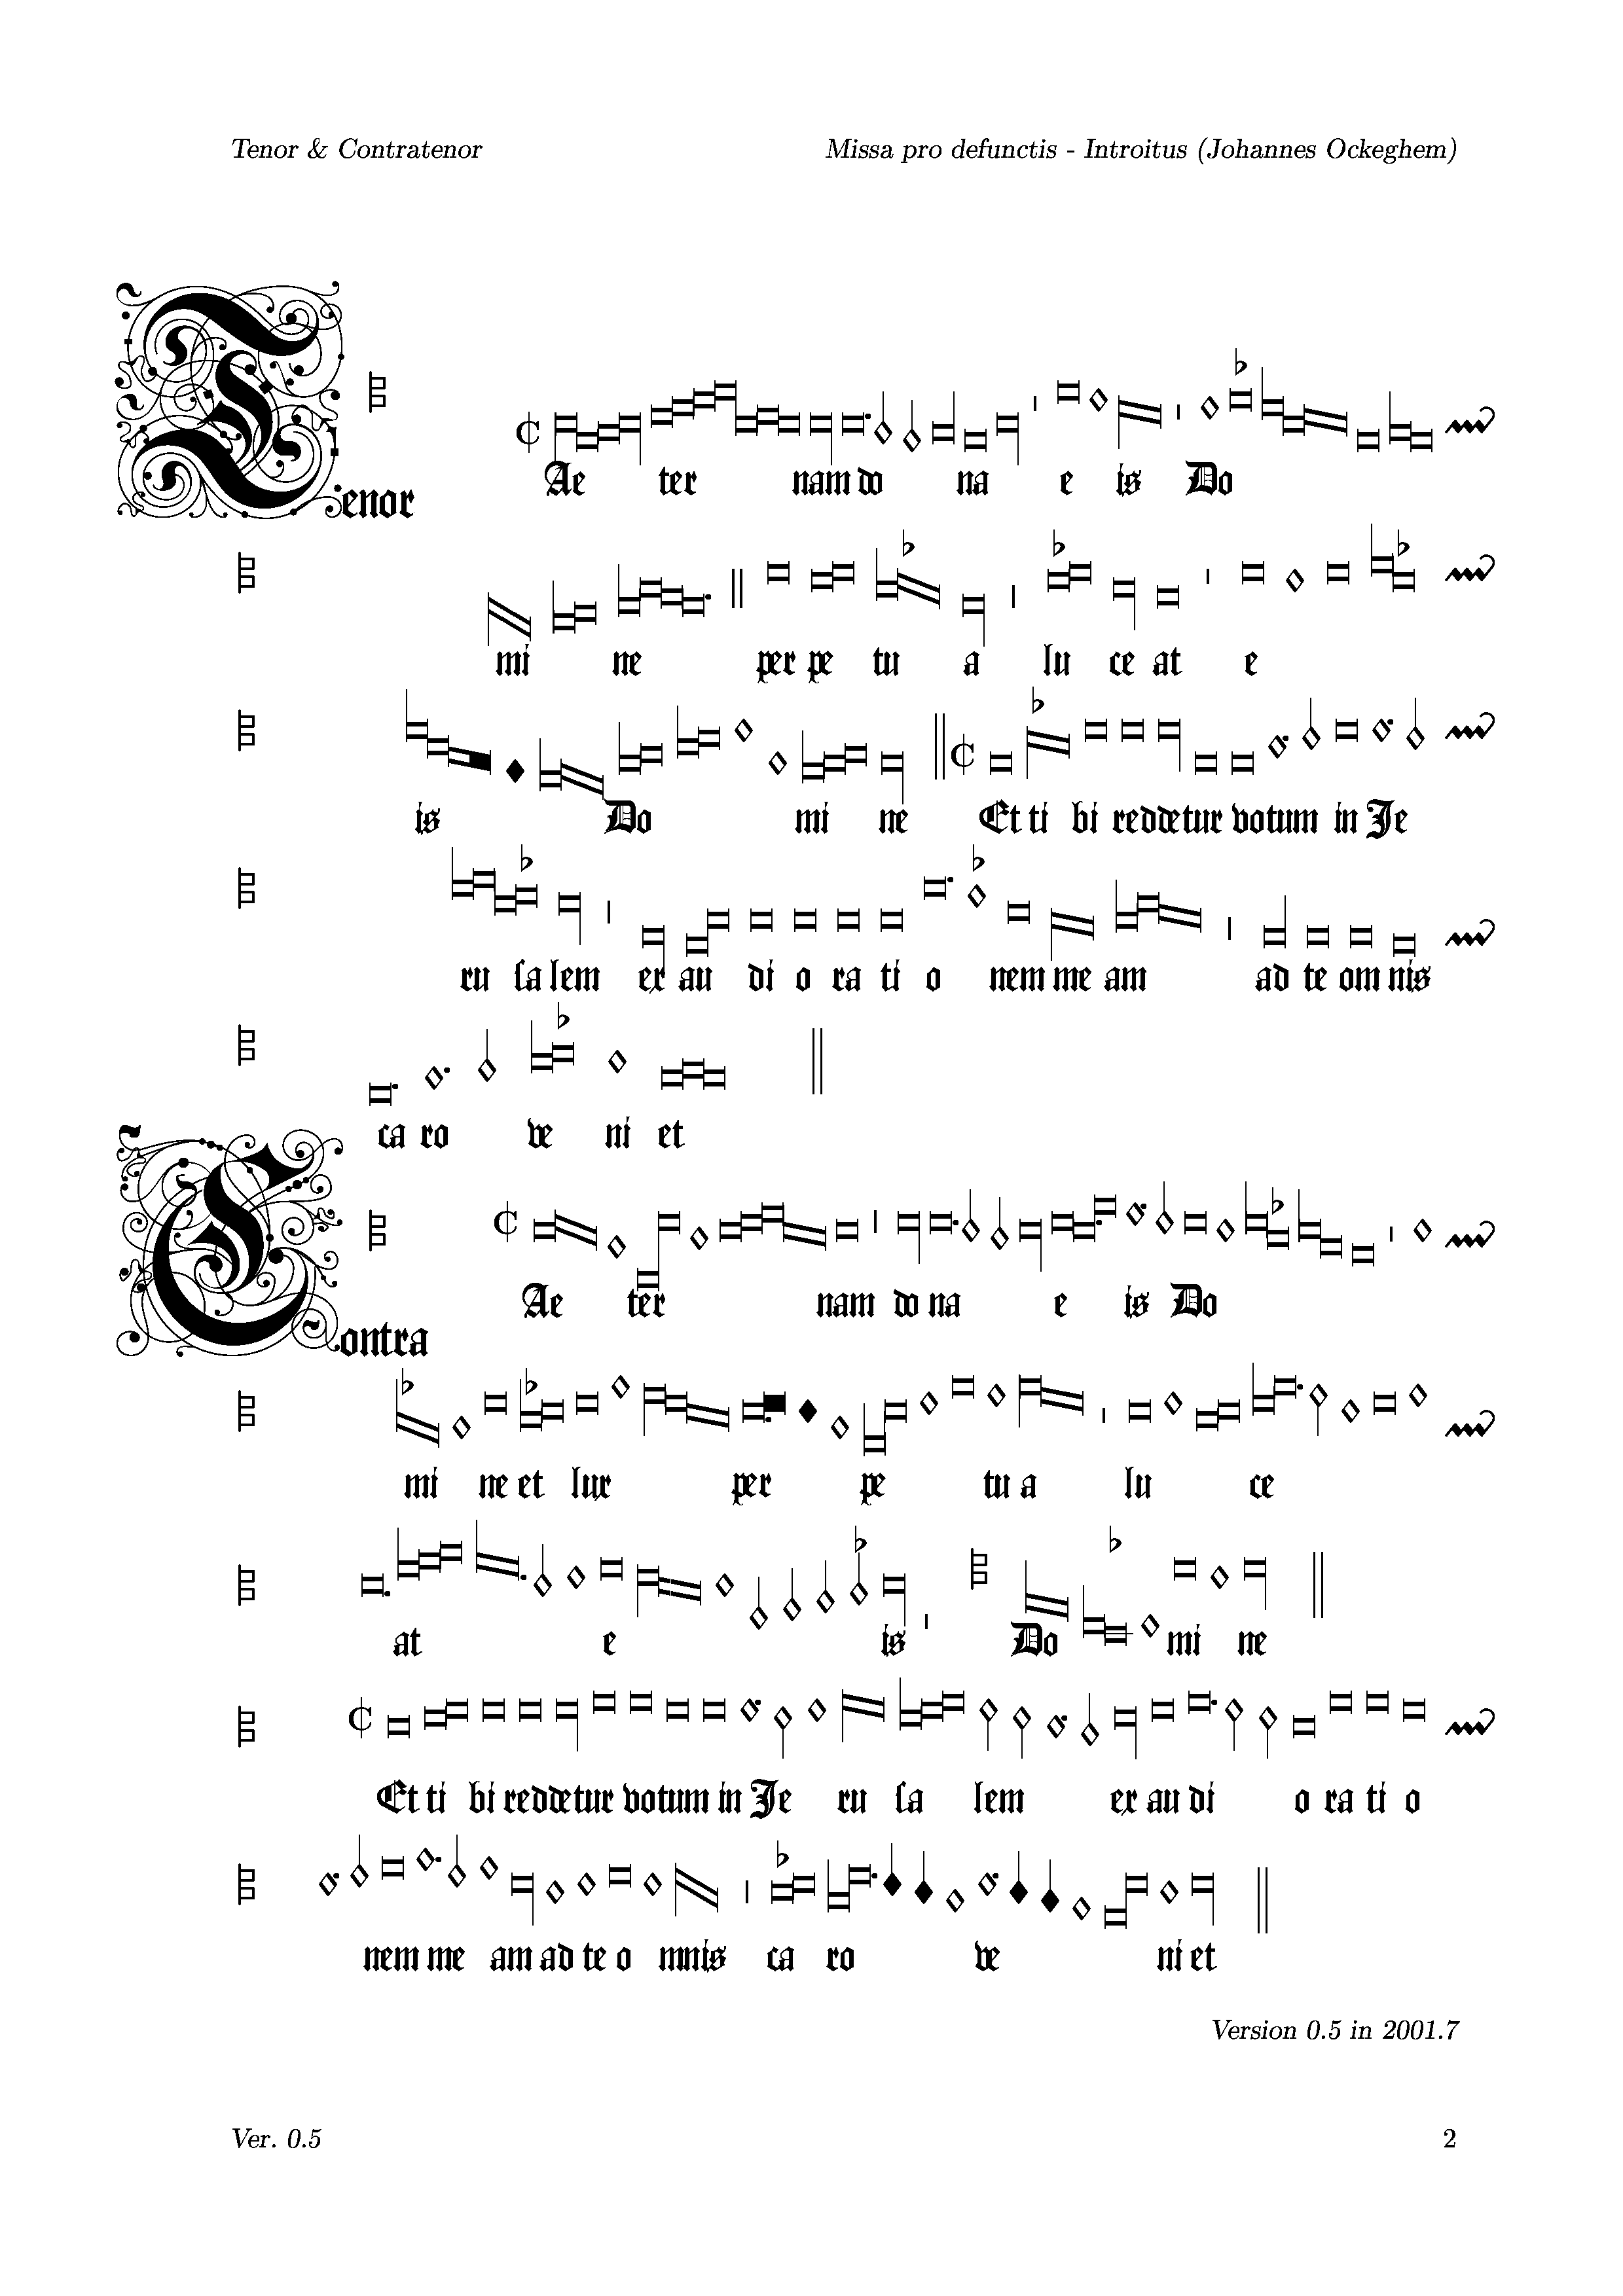 Tenor & Contratenor Missa pro defunctis - Introitus (Johannes Ockeghem)
Tenor
Ae ter nam do na e is Do
mi ne per pe tu a lu ce at e
is Do mi ne Et ti bi reddetur votum in Je
ru sa lem ex au di o ra ti o nem me am ad te om nis
ca ro ve ni et
Contra
Ae ter nam do na e is Do
mi ne et lux per pe tu a lu ce
at e is Do mi ne
Et ti bi reddetur votum in Je ru sa lem ex au di o ra ti o
nem me am ad te o mnis ca ro ve ni et
Version 0.5 in 2001.7
Ver. 0.5 2